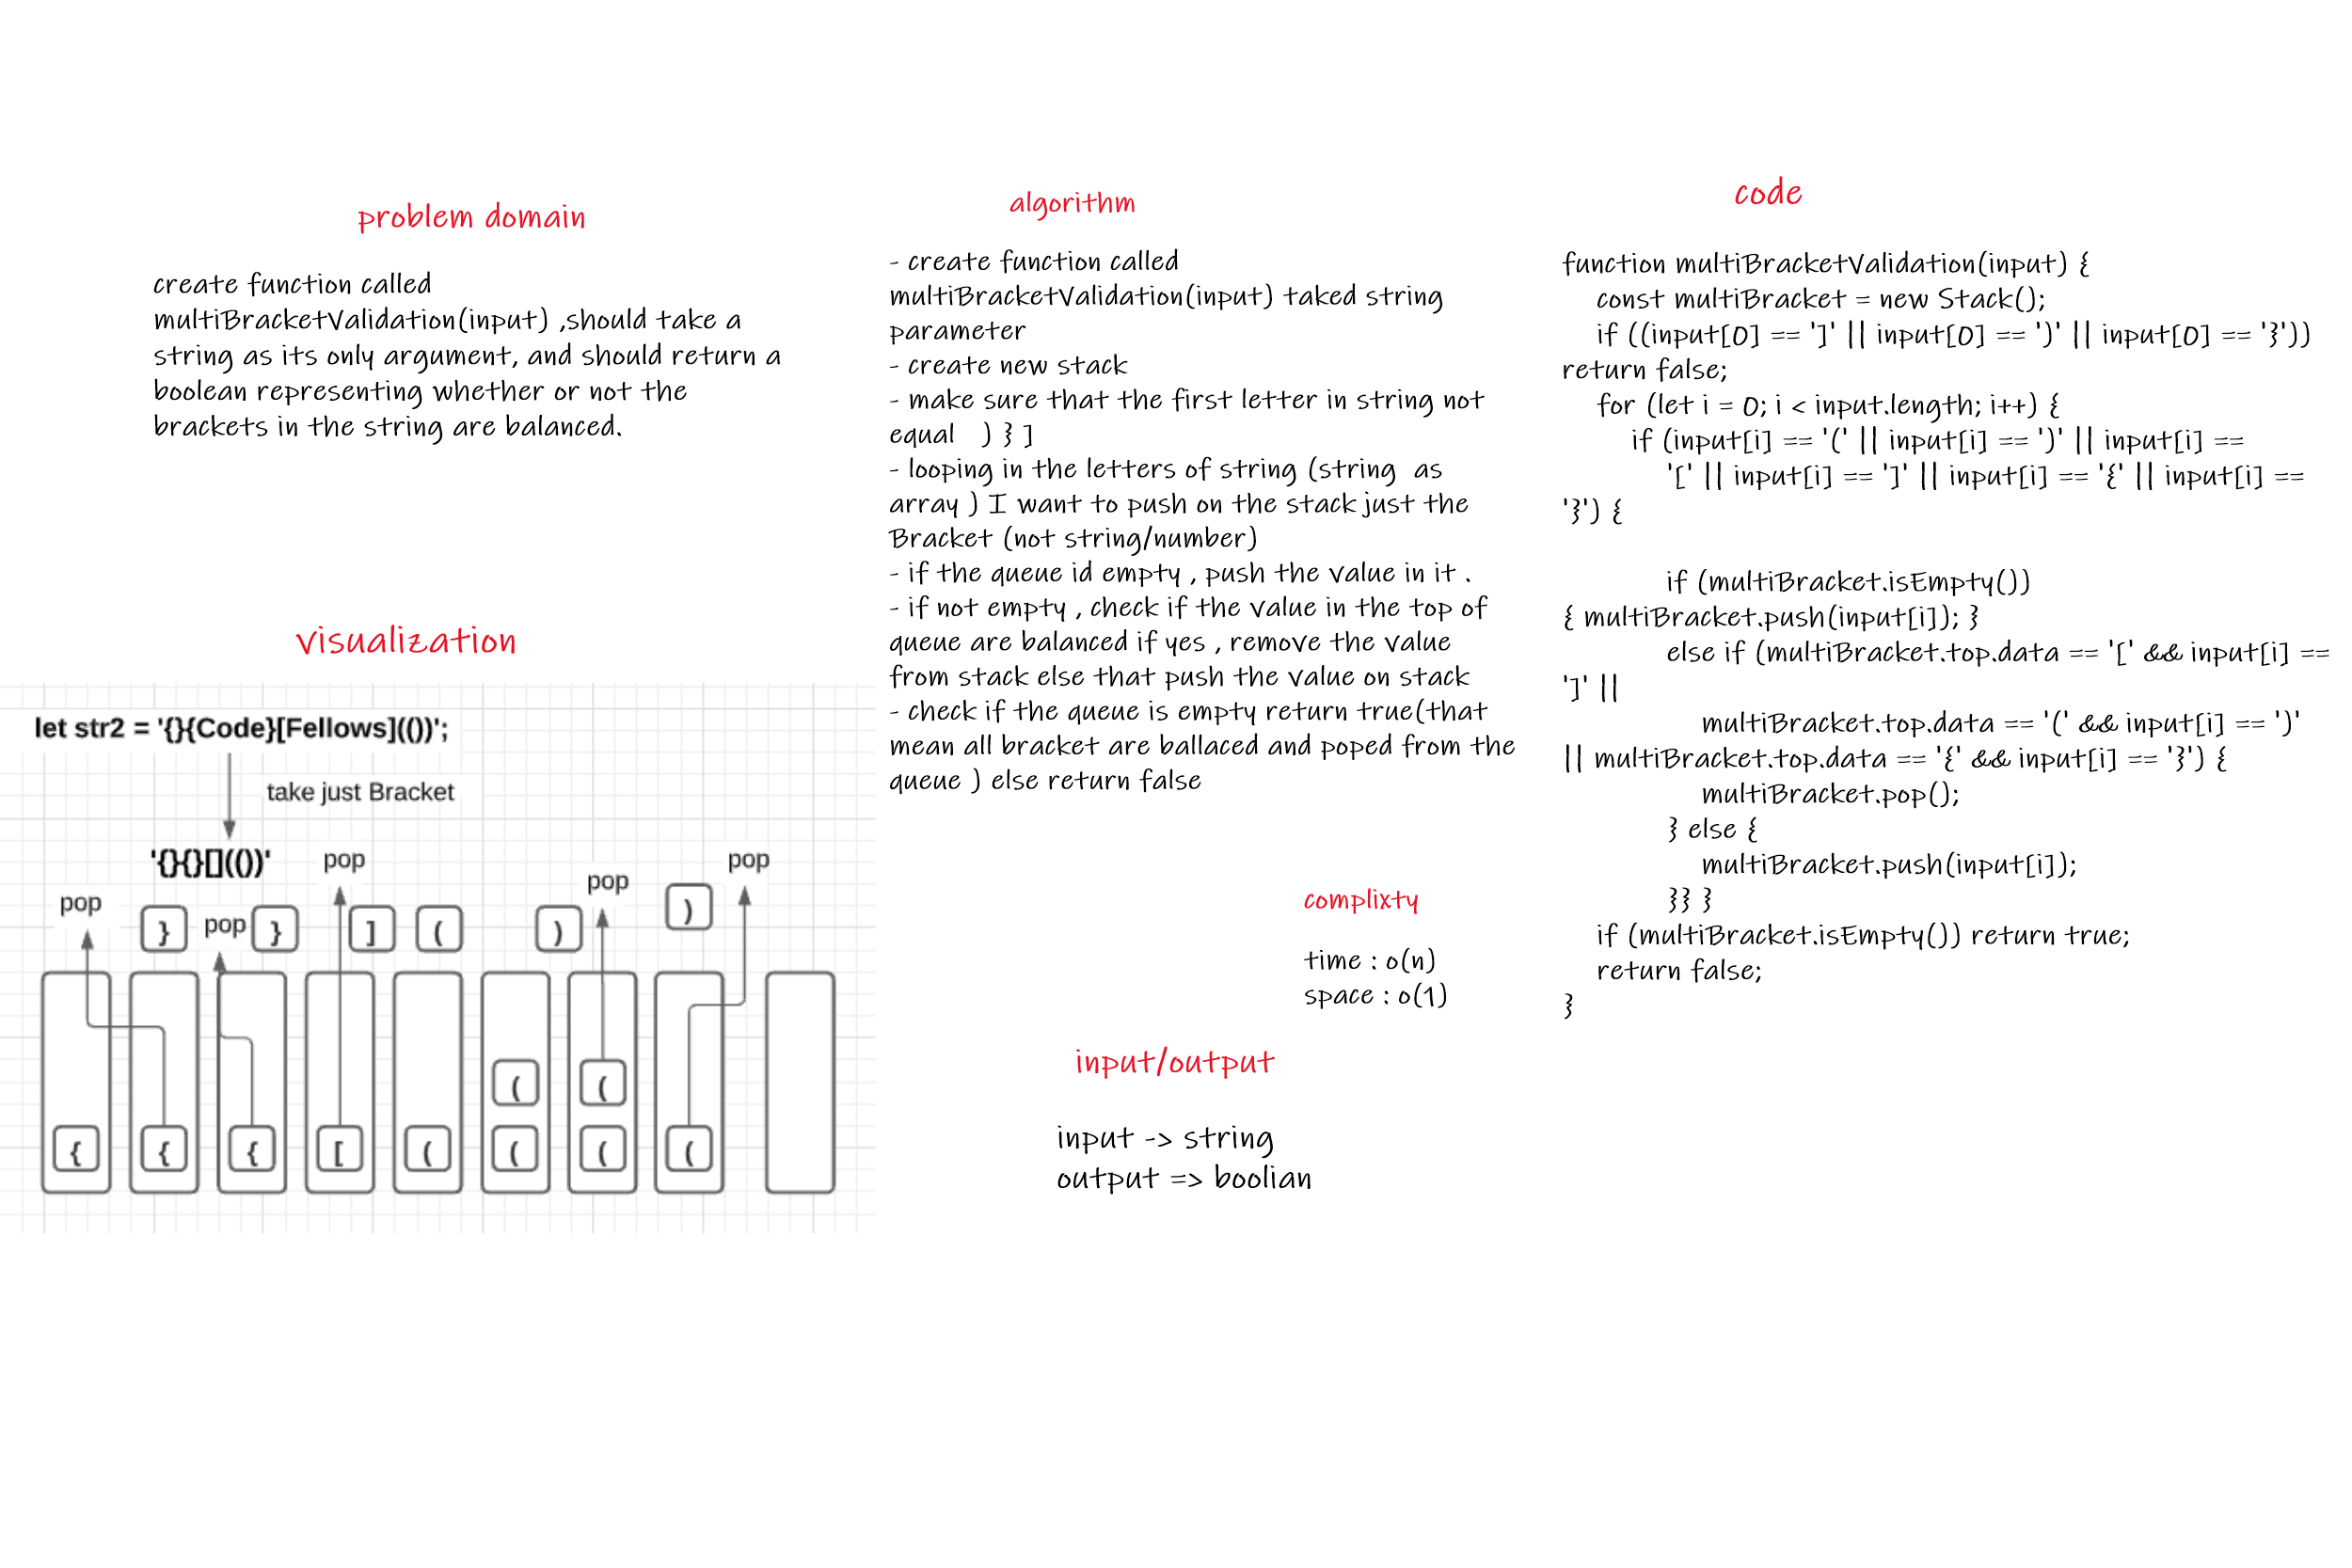 problem domain
create function called
multiBracketValidation(input) ,should take a
string as its only argument, and should return a
boolean representing whether or not the
brackets in the string are balanced.
visualization
let str2 = '{}{Code}[Fellows](())';
take just Bracket
'{}{}[](())'
pop
pop
pop
pop
}
pop
}
]
(
)
)
(
(
{
{
{
[
(
(
(
(
algorithm
- create function called
multiBracketValidation(input) taked string
parameter
- create new stack
- make sure that the first letter in string not
equal ) } ]
- looping in the letters of string (string as
array ) I want to push on the stack just the
Bracket (not string/number)
- if the queue id empty , push the value in it .
- if not empty , check if the value in the top of
queue are balanced if yes , remove the value
from stack else that push the value on stack
- check if the queue is empty return true(that
mean all bracket are ballaced and poped from the
queue ) else return false
complixty
time : o(n)
space : o(1)
input/output
input -> string
output => boolian
code
function multiBracketValidation(input) {
const multiBracket = new Stack();
if ((input[0] == ']' || input[0] == ')' || input[0] == '}'))
return false;
for (let i = 0; i < input.length; i++) {
if (input[i] == '(' || input[i] == ')' || input[i] ==
'[' || input[i] == ']' || input[i] == '{' || input[i] ==
'}') {
if (multiBracket.isEmpty())
{ multiBracket.push(input[i]); }
else if (multiBracket.top.data == '[' && input[i] ==
']' ||
multiBracket.top.data == '(' && input[i] == ')'
|| multiBracket.top.data == '{' && input[i] == '}') {
multiBracket.pop();
} else {
multiBracket.push(input[i]);
}} }
if (multiBracket.isEmpty()) return true;
return false;
}